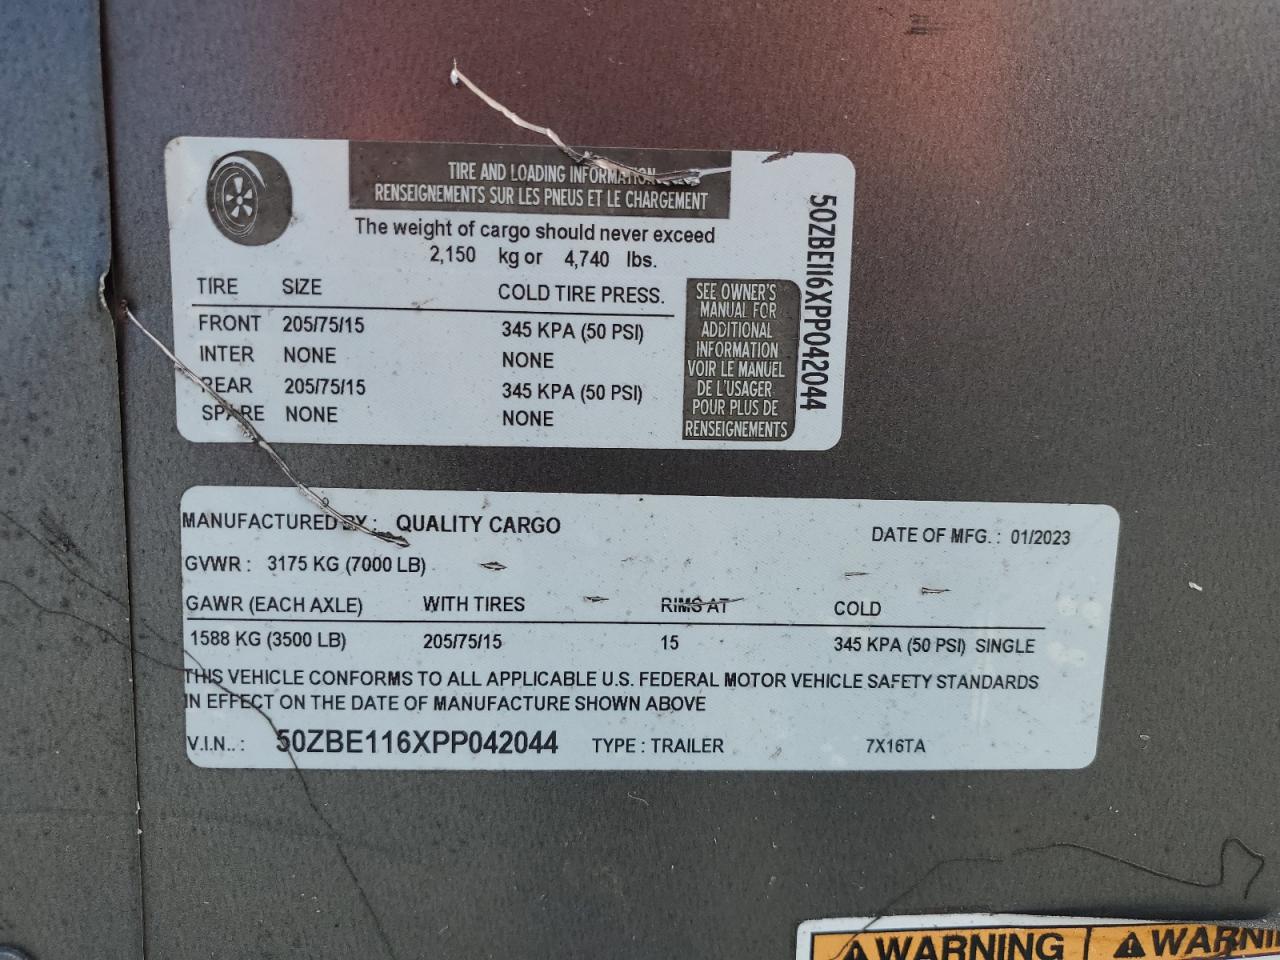 TIRE AND LOADING INFORMATION
RENSEIGNEMENTS SUR LES PNEUS ET LE CHARGEMENT
The weight of cargo should never exceed
2,150 kg or 4,740 lbs.
TIRE SIZE COLD TIRE PRESS.
FRONT 205/75/15 345 KPA (50 PSI)
INTER NONE NONE
REAR 205/75/15 345 KPA (50 PSI)
SPARE NONE NONE
SEE OWNER'S
MANUAL FOR
ADDITIONAL
INFORMATION
VOIR LE MANUEL
DE L'USAGER
POUR PLUS DE
RENSEIGNEMENTS
50ZBE116XPP042044
MANUFACTURED BY : QUALITY CARGO DATE OF MFG. : 01/2023
GVWR : 3175 KG (7000 LB)
GAWR (EACH AXLE) WITH TIRES RIMS AT COLD
1588 KG (3500 LB) 205/75/15 15 345 KPA (50 PSI) SINGLE
THIS VEHICLE CONFORMS TO ALL APPLICABLE U.S. FEDERAL MOTOR VEHICLE SAFETY STANDARDS
IN EFFECT ON THE DATE OF MANUFACTURE SHOWN ABOVE
V.I.N.. : 50ZBE116XPP042044 TYPE : TRAILER 7X16TA
WARNING